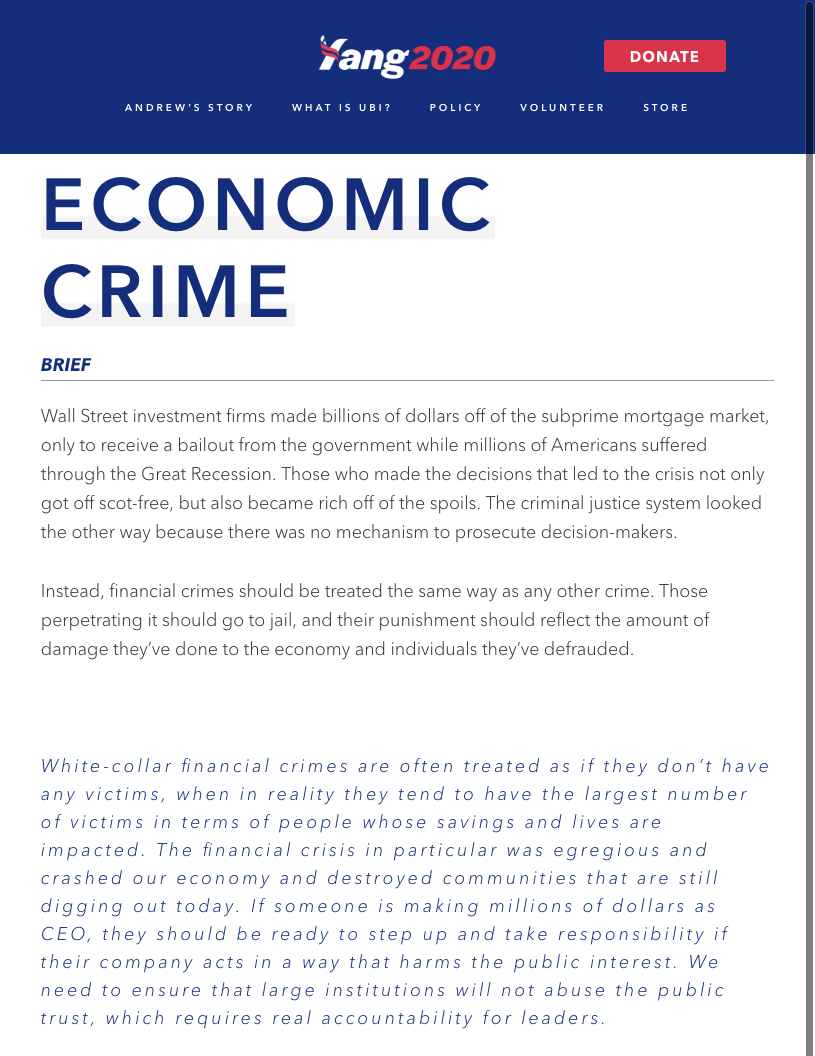 Yang2020
DONATE
ANDREW'S STORY WHAT IS UBI? POLICY VOLUNTEER STORE
ECONOMIC
CRIME
BRIEF
Wall Street investment firms made billions of dollars off of the subprime mortgage market,
only to receive a bailout from the government while millions of Americans suffered
through the Great Recession. Those who made the decisions that led to the crisis not only
got off scot-free, but also became rich off of the spoils. The criminal justice system looked
the other way because there was no mechanism to prosecute decision-makers.
Instead, financial crimes should be treated the same way as any other crime. Those
perpetrating it should go to jail, and their punishment should reflect the amount of
damage they've done to the economy and individuals they've defrauded.
White-collar financial crimes are often treated as if they don't have
any victims, when in reality they tend to have the largest number
of victims in terms of people whose savings and lives are
impacted. The financial crisis in particular was egregious and
crashed our economy and destroyed communities that are still
digging out today. If someone is making millions of dollars as
CEO, they should be ready to step up and take responsibility if
their company acts in a way that harms the public interest. We
need to ensure that large institutions will not abuse the public
trust, which requires real accountability for leaders.